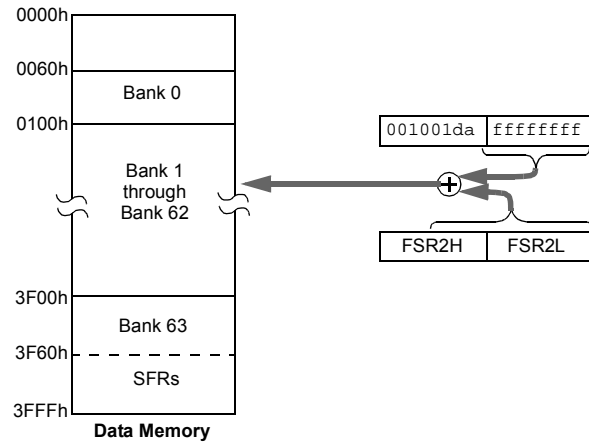 0000h
0060h
Bank 0
0100h
001001da ffffffff
Bank 1
through
Bank 62
FSR2H FSR2L
3F00h
Bank 63
3F60h
SFRs
3FFFh
Data Memory